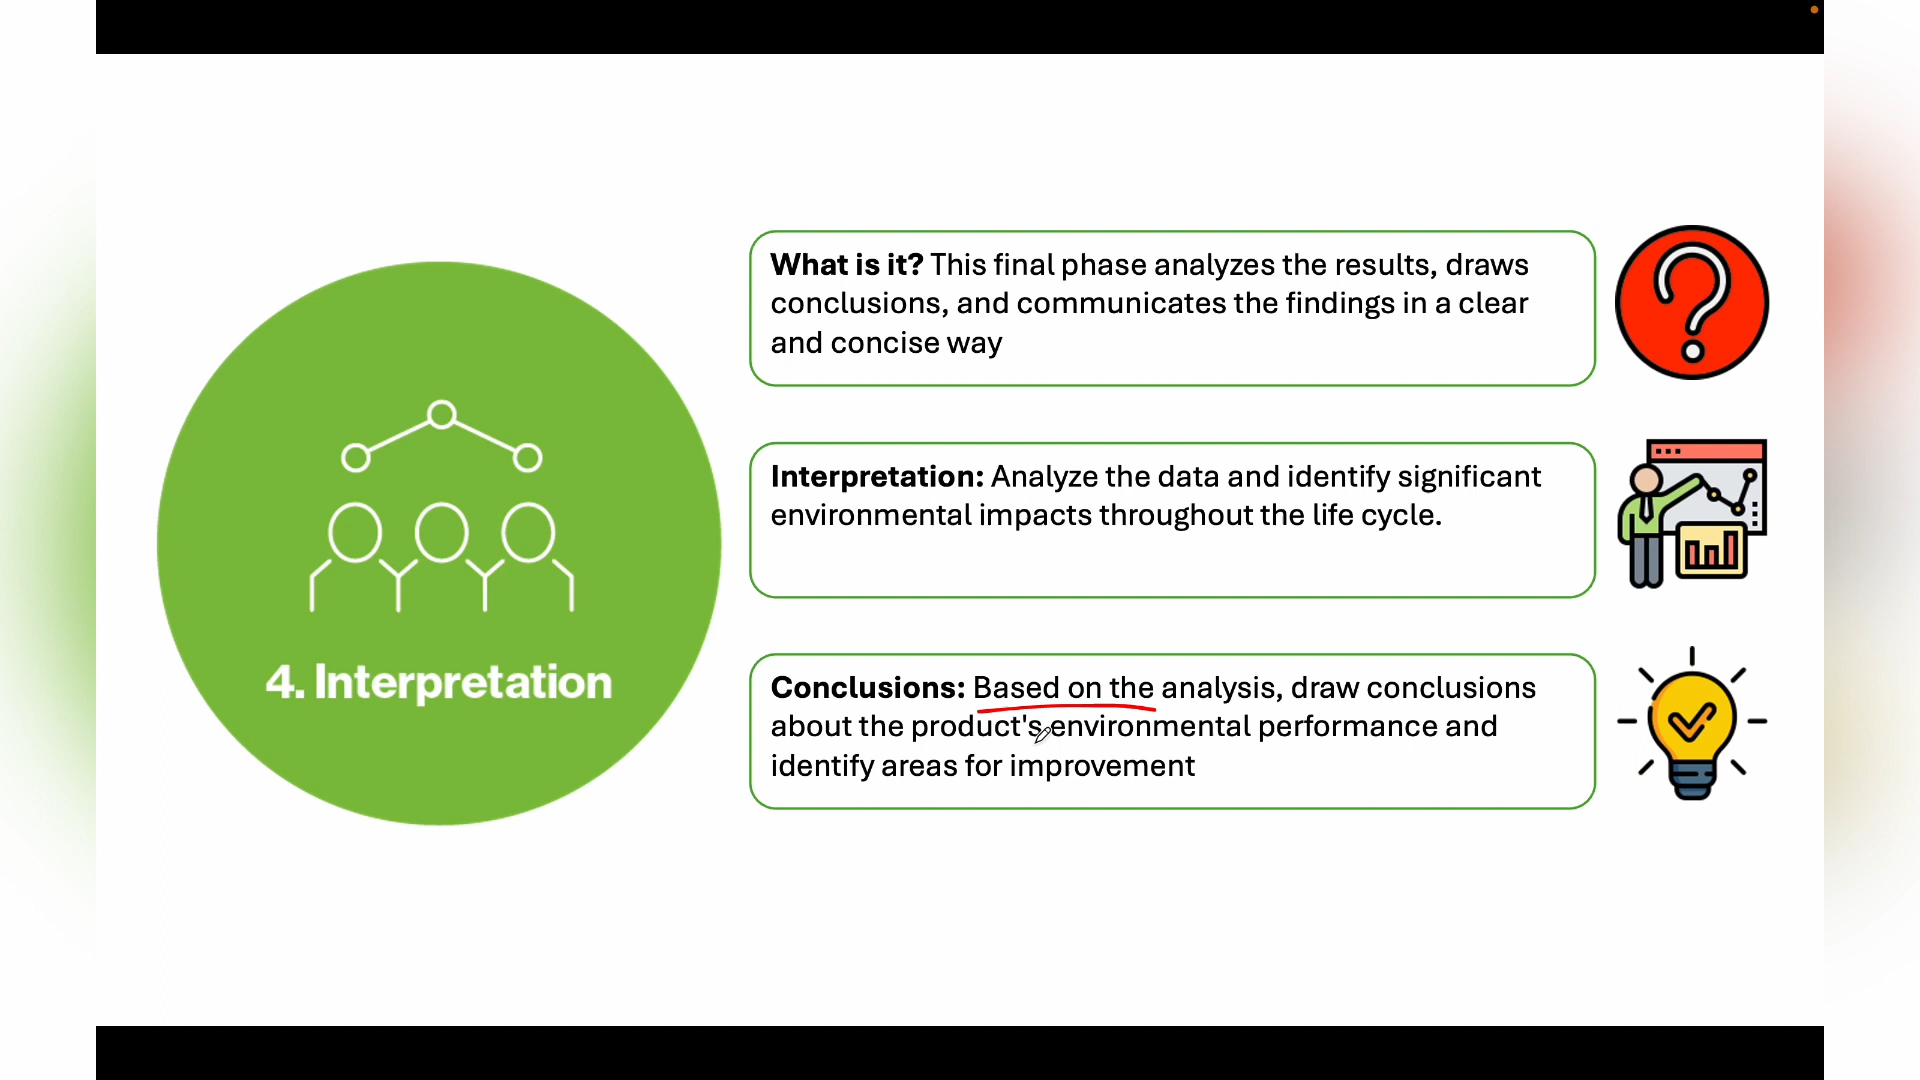 4. Interpretation
What is it? This final phase analyzes the results, draws
conclusions, and communicates the findings in a clear
and concise way
Interpretation: Analyze the data and identify significant
environmental impacts throughout the life cycle.
Conclusions: Based on the analysis, draw conclusions
about the product's environmental performance and
identify areas for improvement